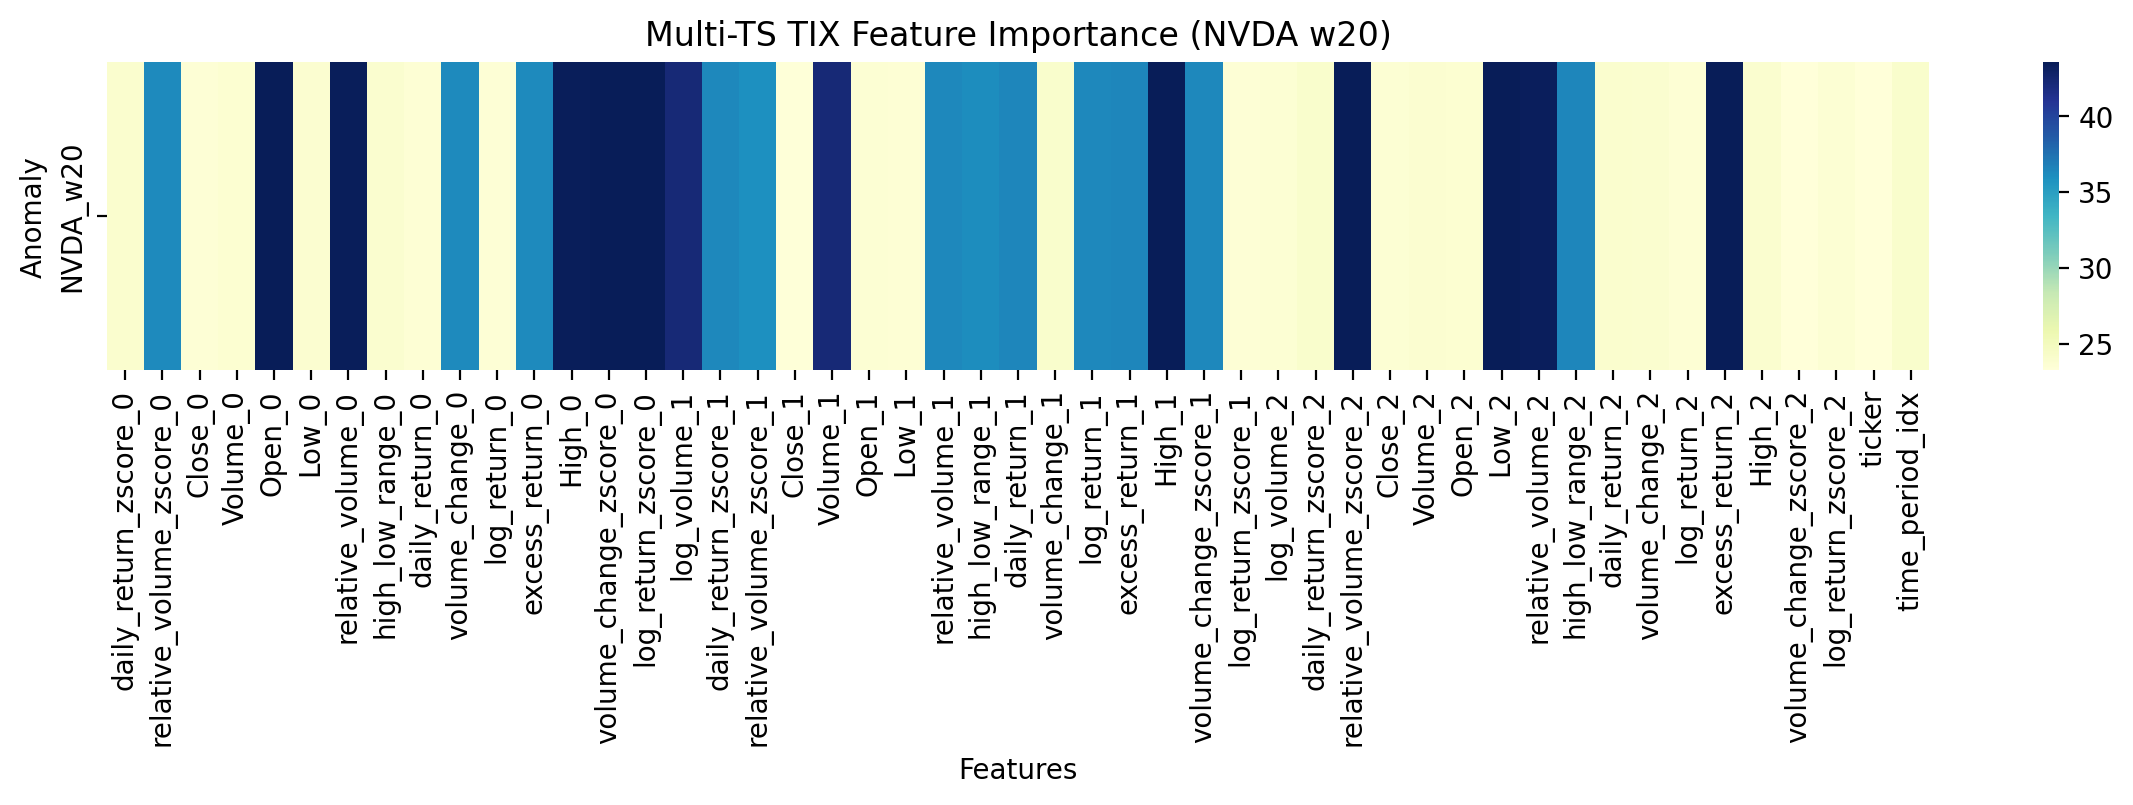 Multi-TS TIX Feature Importance (NVDA w20)
Anomaly
NVDA_w20
40
35
30
25
daily_return_zscore_0
relative_volume_zscore_0
Close_0
Volume_0
Open_0
Low_0
relative_volume_0
high_low_range_0
daily_return_0
volume_change_0
log_return_0
excess_return_0
High_0
volume_change_zscore_0
log_return_zscore_0
log_volume_1
daily_return_zscore_1
relative_volume_zscore_1
Close_1
Volume_1
Open_1
Low_1
relative_volume_1
high_low_range_1
daily_return_1
volume_change_1
log_return_1
excess_return_1
High_1
volume_change_zscore_1
log_return_zscore_1
log_volume_2
daily_return_zscore_2
relative_volume_zscore_2
Close_2
Volume_2
Open_2
Low_2
relative_volume_2
high_low_range_2
daily_return_2
volume_change_2
log_return_2
excess_return_2
High_2
volume_change_zscore_2
log_return_zscore_2
ticker
time_period_idx
Features